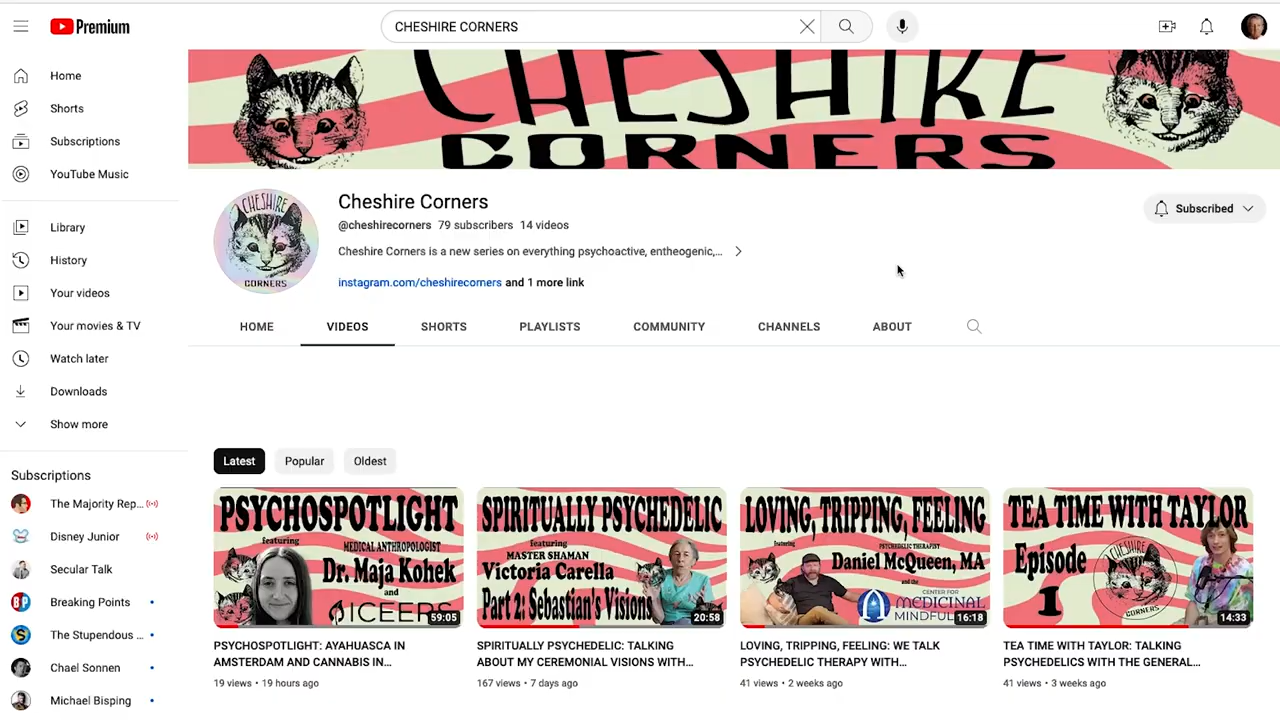 Premium
CHESHIRE CORNERS
Home
Shorts
Subscriptions
YouTube Music
Library
History
Your videos
Your movies & TV
Watch later
Downloads
Show more
Subscriptions
The Majority Rep...
Disney Junior
Secular Talk
Breaking Points
The Stupendous ...
Chael Sonnen
Michael Bisping
CHESHIRE
CORNERS
CHESHIRE
CORNERS
Cheshire Corners
@cheshirecorners 79 subscribers 14 videos
Cheshire Corners is a new series on everything psychoactive, entheogenic,...
instagram.com/cheshirecorners and 1 more link
Subscribed
HOME VIDEOS SHORTS PLAYLISTS COMMUNITY CHANNELS ABOUT
Latest Popular Oldest
PSYCHOSPOTLIGHT
featuring
MEDICAL ANTHROPOLOGIST
Dr. Maja Kohek
and
ICEERS
59:05
PSYCHOSPOTLIGHT: AYAHUASCA IN
AMSTERDAM AND CANNABIS IN...
19 views • 19 hours ago
SPIRITUALLY PSYCHEDELIC
featuring
MASTER SHAMAN
Victoria Carella
Part 2: Sebastian's Visions
20:58
SPIRITUALLY PSYCHEDELIC: TALKING
ABOUT MY CEREMONIAL VISIONS WITH...
167 views • 7 days ago
LOVING, TRIPPING, FEELING
featuring
PSYCHEDELIC THERAPIST
Daniel McQueen, MA
and the
CENTER FOR
MEDICINAL
MINDFUL
16:18
LOVING, TRIPPING, FEELING: WE TALK
PSYCHEDELIC THERAPY WITH...
41 views • 2 weeks ago
TEA TIME WITH TAYLOR
Episode
1
CHESHIRE
CORNERS
14:33
TEA TIME WITH TAYLOR: TALKING
PSYCHEDELICS WITH THE GENERAL...
41 views • 3 weeks ago